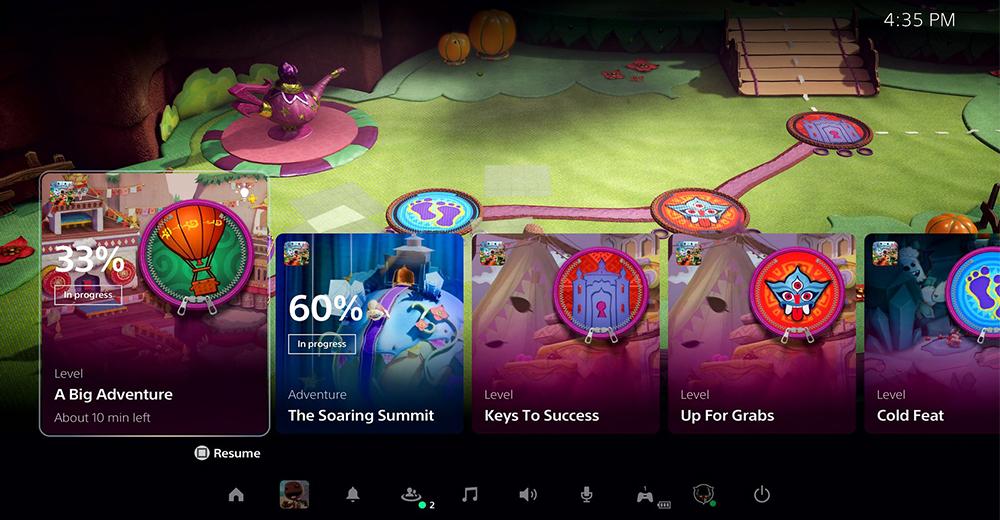 4:35 PM
33%
In progress
Level
A Big Adventure
About 10 min left
Resume
60%
In progress
Adventure
The Soaring Summit
Level
Keys To Success
Level
Up For Grabs
Level
Cold Feat
2